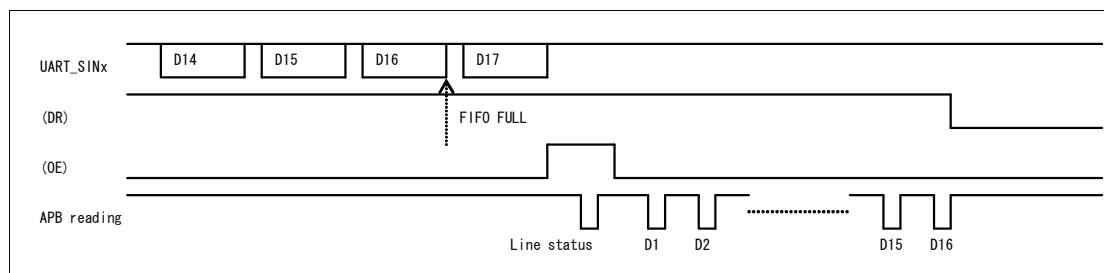 UART_SINx D14 D15 D16 D17
(DR)
FIFO FULL
(OE)
APB reading
Line status D1 D2 D15 D16